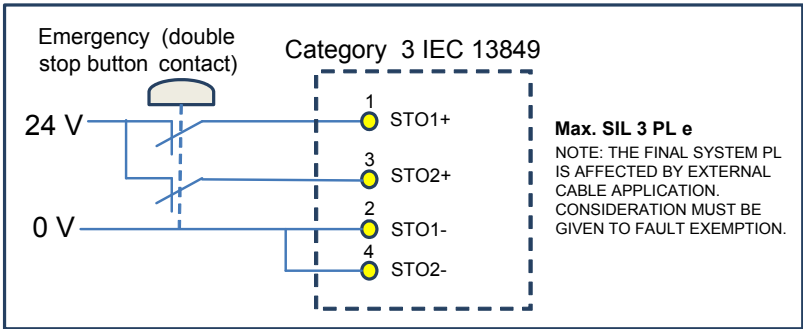 Emergency (double
stop button contact)
Category 3 IEC 13849
24 V
1
STO1+
3
STO2+
0 V
2
STO1-
4
STO2-
Max. SIL 3 PL e
NOTE: THE FINAL SYSTEM PL
IS AFFECTED BY EXTERNAL
CABLE APPLICATION.
CONSIDERATION MUST BE
GIVEN TO FAULT EXEMPTION.